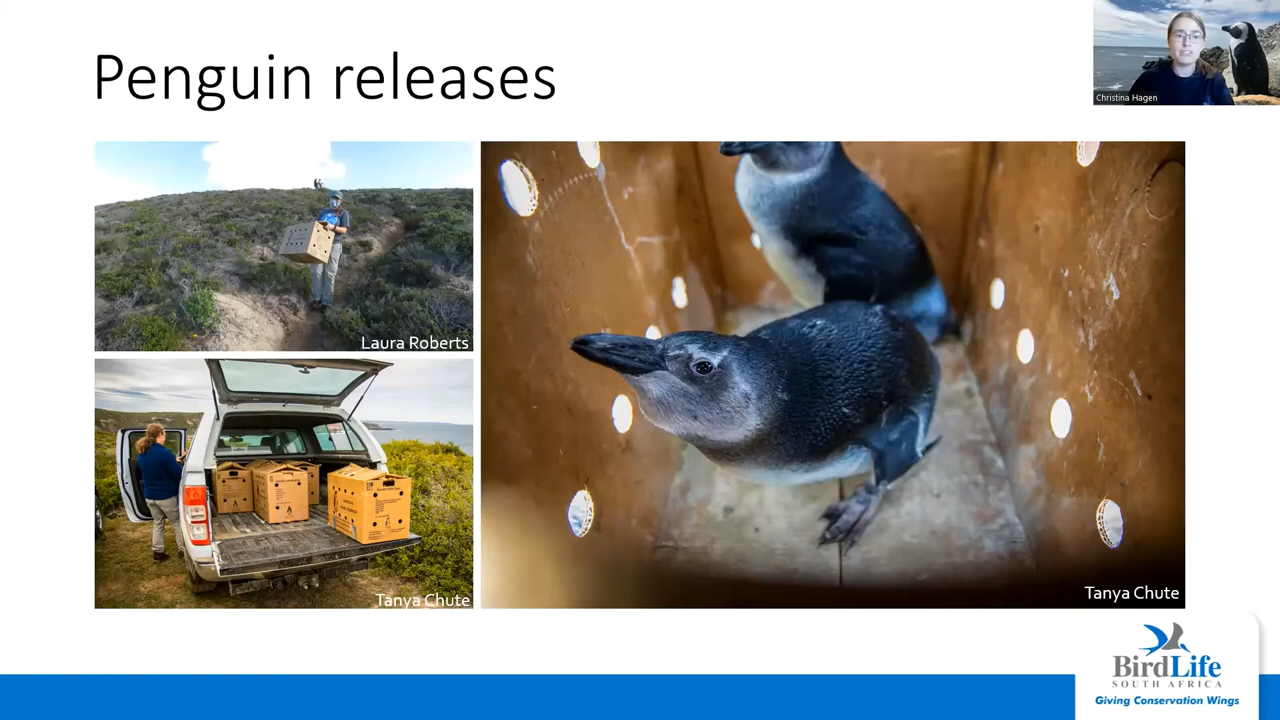 Penguin releases
Christina Hagen
Laura Roberts
Tanya Chute
Tanya Chute
BirdLife
SOUTH AFRICA
Giving Conservation Wings